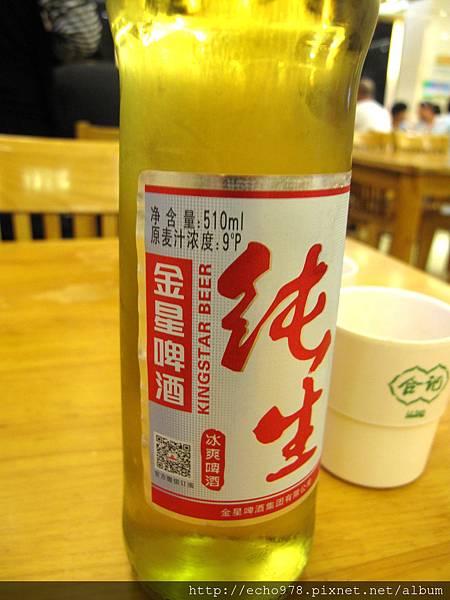 净含量:510ml
原麦汁浓度:9°P
金星啤酒
KINGSTAR BEER
纯生
冰爽啤酒
金星啤酒集团有限公司
合记
http://echo978.pixnet.net/album